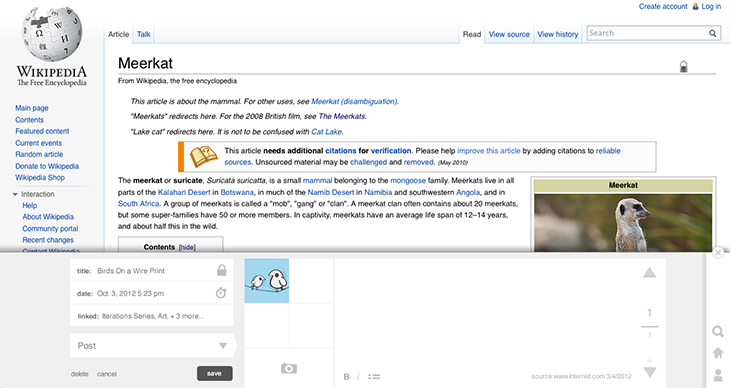 Create account Log in
Article Talk Read View source View history Search
WIKIPEDIA
The Free Encyclopedia
Main page
Contents
Featured content
Current events
Random article
Donate to Wikipedia
Wikipedia Shop
Interaction
Help
About Wikipedia
Community portal
Recent changes
Contact Wikipedia
Meerkat
From Wikipedia, the free encyclopedia
This article is about the mammal. For other uses, see Meerkat (disambiguation).
"Meerkats" redirects here. For the 2008 British film, see The Meerkats.
"Lake cat" redirects here. It is not to be confused with Cat Lake.
This article needs additional citations for verification. Please help improve this article by adding citations to reliable
sources. Unsourced material may be challenged and removed. (May 2010)
The meerkat or suricate, Suricata suricatta, is a small mammal belonging to the mongoose family. Meerkats live in all
parts of the Kalahari Desert in Botswana, in much of the Namib Desert in Namibia and southwestern Angola, and in
South Africa. A group of meerkats is called a "mob", "gang" or "clan". A meerkat clan often contains about 20 meerkats,
but some super-families have 50 or more members. In captivity, meerkats have an average life span of 12–14 years,
and about half this in the wild.
Meerkat
Contents [hide]
title: Birds On a Wire Print
date: Oct. 3, 2012 5:23 pm
linked: Iterations Series, Art, + 3 more...
Post
delete cancel save
B i
1
1
+
source:www.internet.com 3/4/2012